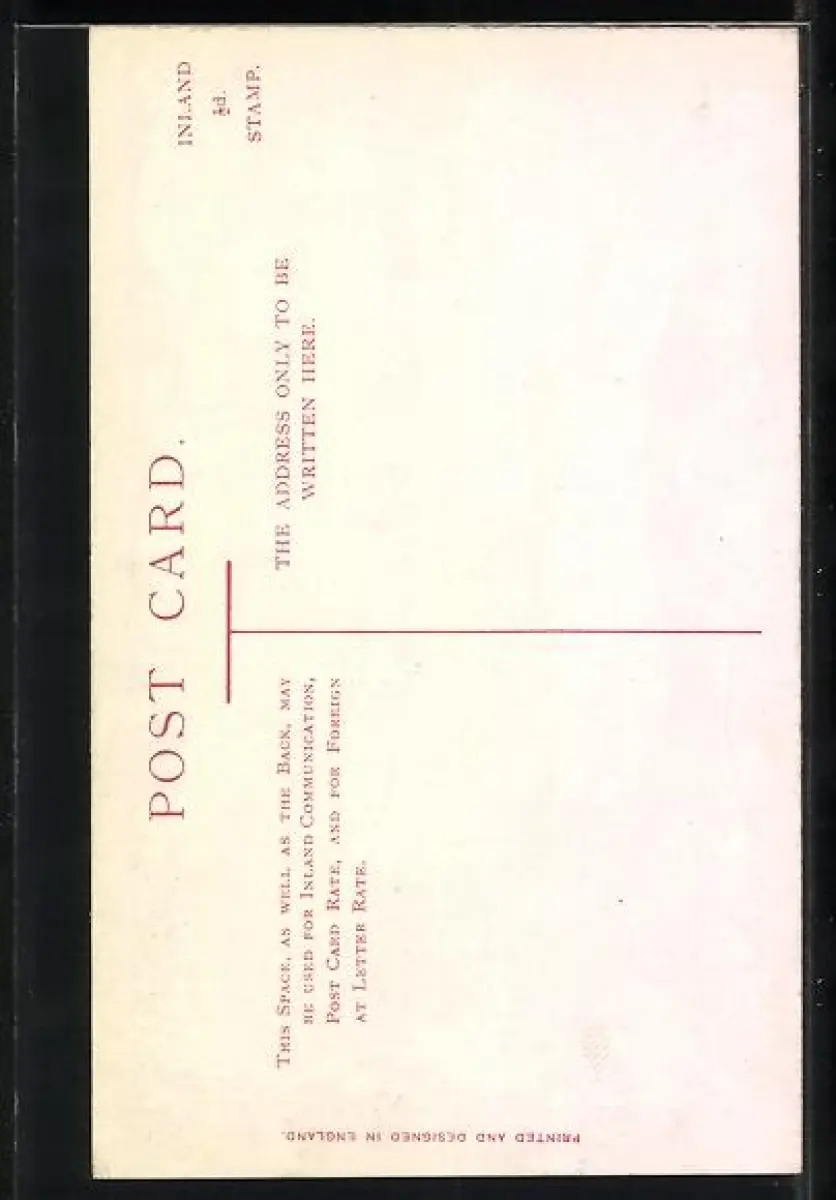 POST CARD.
INLAND
½d.
STAMP.
THIS SPACE, AS WELL AS THE BACK, MAY
BE USED FOR INLAND COMMUNICATION,
POST CARD RATE, AND FOR FOREIGN
AT LETTER RATE.
THE ADDRESS ONLY TO BE
WRITTEN HERE.
PRINTED AND DESIGNED IN ENGLAND.